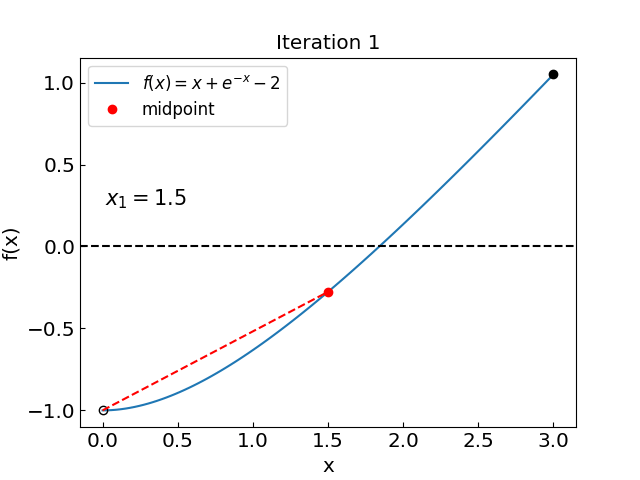 Iteration 1
f(x) = x + e^{-x} − 2
midpoint
x_1 = 1.5
f(x)
1.0
0.5
0.0
−0.5
−1.0
0.0 0.5 1.0 1.5 2.0 2.5 3.0
x